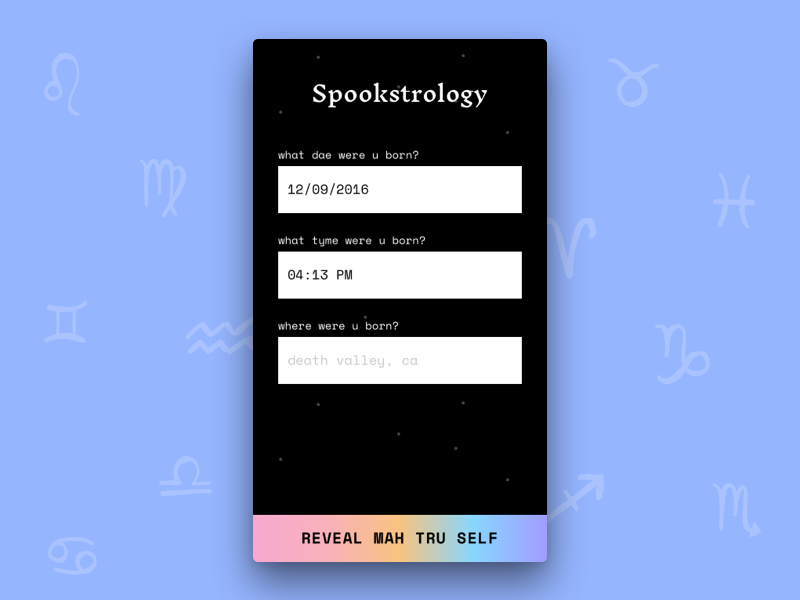 Spookstrology
what dae were u born?
12/09/2016
what tyme were u born?
04:13 PM
where were u born?
death valley, ca
REVEAL MAH TRU SELF